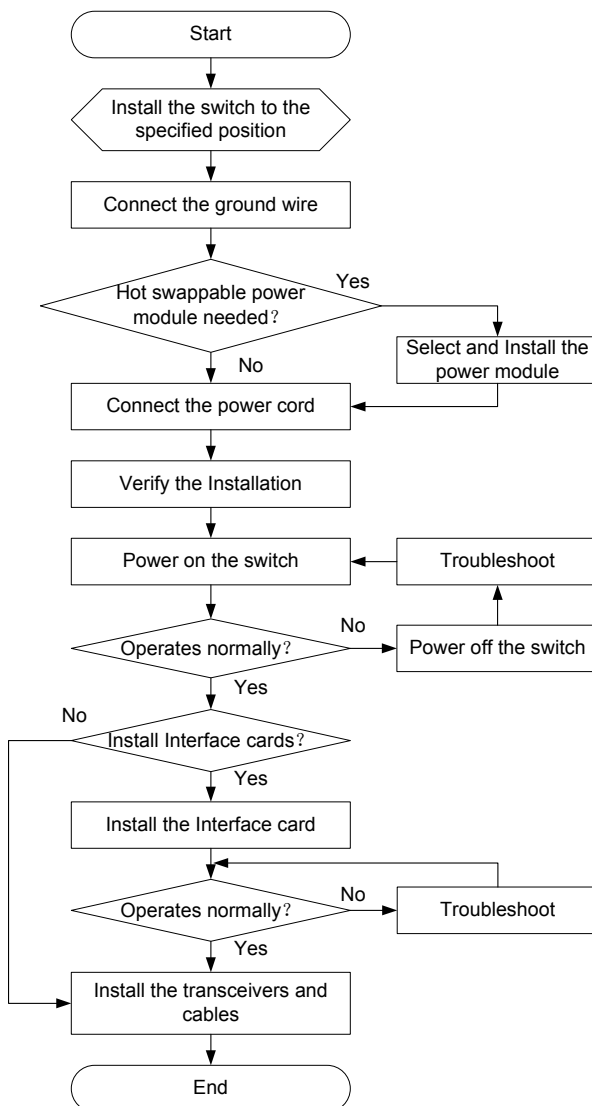 Start
Install the switch to the
specified position
Connect the ground wire
Hot swappable power
module needed？
Yes
Select and Install the
power module
No
Connect the power cord
Verify the Installation
Power on the switch
Troubleshoot
Operates normally？
No
Power off the switch
Yes
No
Install Interface cards？
Yes
Install the Interface card
Operates normally？
No
Troubleshoot
Yes
Install the transceivers and
cables
End